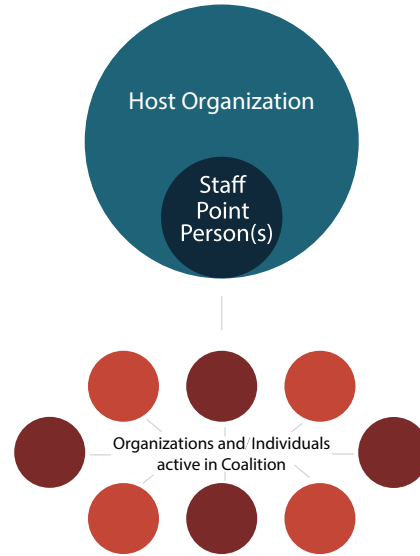 Host Organization
Staff
Point
Person(s)
Organizations and Individuals
active in Coalition